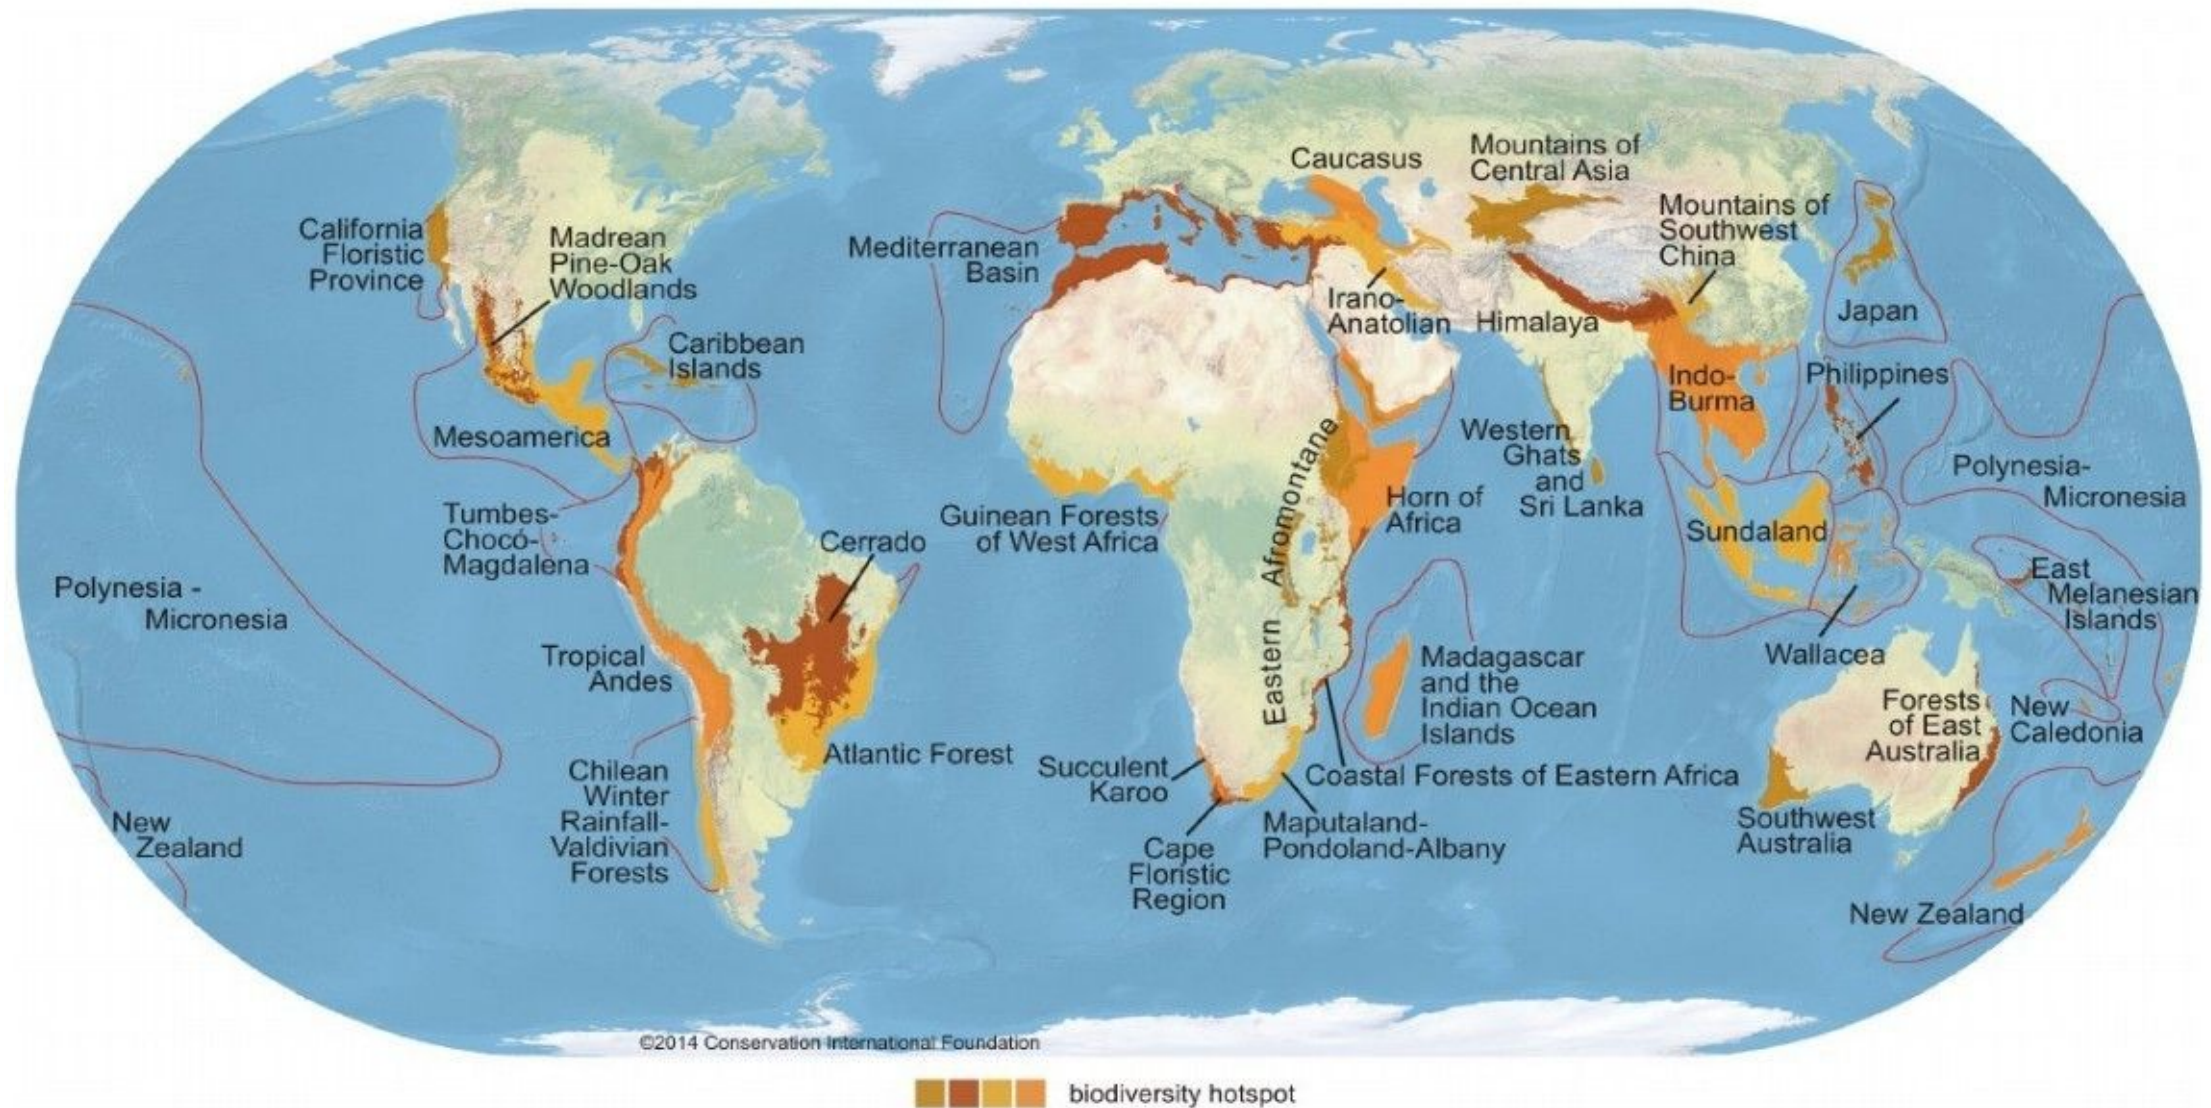 Caucasus
Mountains of
Central Asia
Mountains of
Southwest
China
California
Floristic
Province
Madrean
Pine-Oak
Woodlands
Mediterranean
Basin
Irano-
Anatolian
Himalaya
Japan
Caribbean
Islands
Indo-
Burma
Philippines
Mesoamerica
Western
Ghats
and
Sri Lanka
Polynesia-
Micronesia
Tumbes-
Chocó-
Magdalena
Cerrado
Guinean Forests
of West Africa
Eastern Afromontane
Horn of
Africa
Sundaland
Polynesia -
Micronesia
East
Melanesian
Islands
Tropical
Andes
Madagascar
and the
Indian Ocean
Islands
Wallacea
Forests
of East
Australia
New
Caledonia
Atlantic Forest
Succulent
Karoo
Coastal Forests of Eastern Africa
Chilean
Winter
Rainfall-
Valdivian
Forests
New
Zealand
Cape
Floristic
Region
Maputaland-
Pondoland-Albany
Southwest
Australia
New Zealand
©2014 Conservation International Foundation
biodiversity hotspot